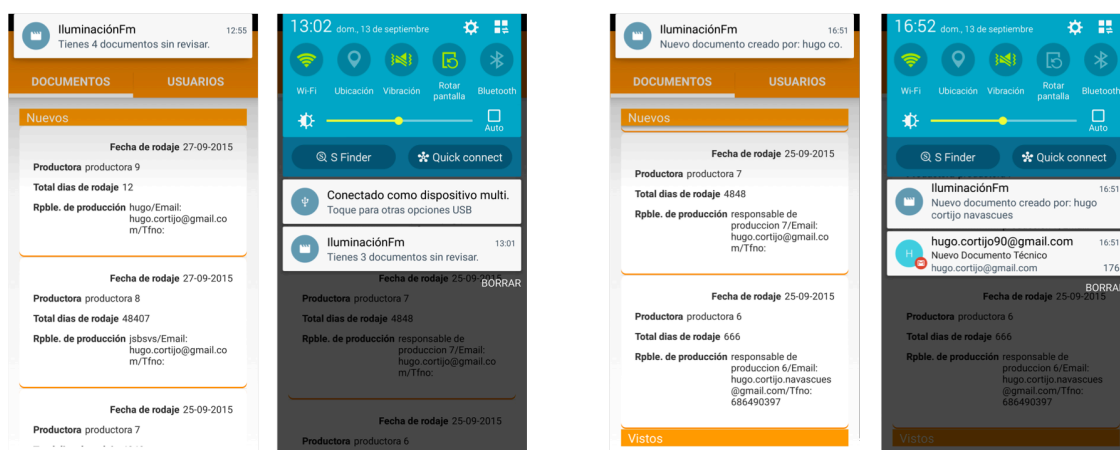 IluminaciónFm 12:55
Tienes 4 documentos sin revisar.
DOCUMENTOS USUARIOS
Nuevos
Fecha de rodaje 27-09-2015
Productora productora 9
Total dias de rodaje 12
Rpble. de producción hugo/Email:
hugo.cortijo@gmail.co
m/Tfno:
Fecha de rodaje 27-09-2015
Productora productora 8
Total dias de rodaje 48407
Rpble. de producción jsbsvs/Email:
hugo.cortijo@gmail.co
m/Tfno:
Fecha de rodaje 25-09-2015
Productora productora 7
13:02 dom., 13 de septiembre
Wi-Fi Ubicación Vibración Rotar
pantalla Bluetooth
Auto
S Finder Quick connect
Conectado como dispositivo multi.
Toque para otras opciones USB
IluminaciónFm 13:01
Tienes 3 documentos sin revisar.
Fecha de rodaje 25-09-2015
BORRAR
Productora productora 7
Total dias de rodaje 4848
Rpble. de producción responsable de
produccion 7/Email:
hugo.cortijo@gmail.co
m/Tfno:
Fecha de rodaje 25-09-2015
Productora productora 6
IluminaciónFm 16:51
Nuevo documento creado por: hugo co.
DOCUMENTOS USUARIOS
Nuevos
Fecha de rodaje 25-09-2015
Productora productora 7
Total dias de rodaje 4848
Rpble. de producción responsable de
produccion 7/Email:
hugo.cortijo@gmail.co
m/Tfno:
Fecha de rodaje 25-09-2015
Productora productora 6
Total dias de rodaje 666
Rpble. de producción responsable de
produccion 6/Email:
hugo.cortijo.navascues
@gmail.com/Tfno:
686490397
Vistos
16:52 dom., 13 de septiembre
Wi-Fi Ubicación Vibración Rotar
pantalla Bluetooth
Auto
S Finder Quick connect
IluminaciónFm 16:51
Nuevo documento creado por: hugo
cortijo navascues
H
hugo.cortijo90@gmail.com 16:51
Nuevo Documento Técnico
hugo.cortijo@gmail.com 176
BORRAR
Fecha de rodaje 25-09-2015
Productora productora 6
Total dias de rodaje 666
Rpble. de producción responsable de
produccion 6/Email:
hugo.cortijo.navascues
@gmail.com/Tfno:
686490397
Vistos